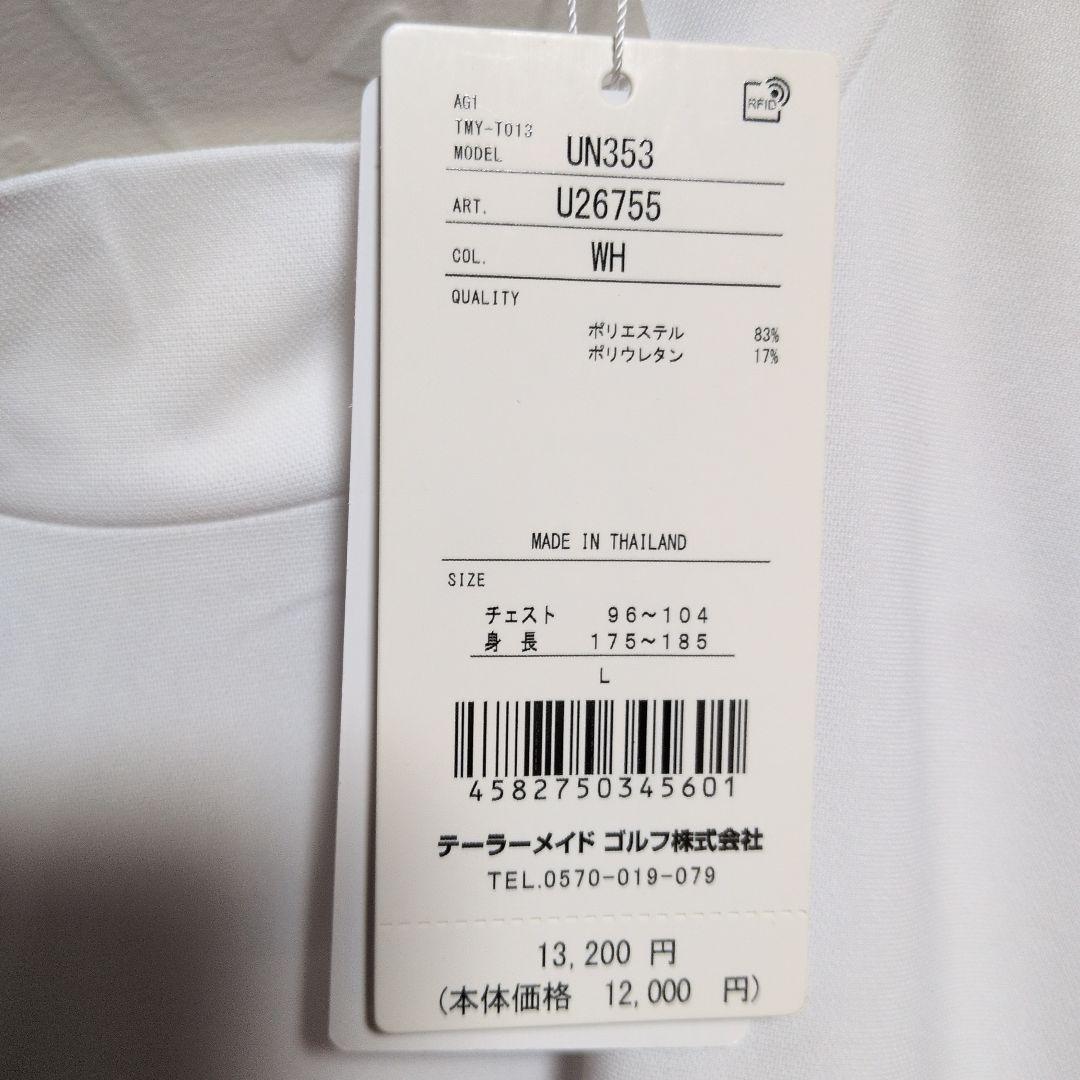 RFID
AG1
TMY-T013
MODEL UN353
ART. U26755
COL. WH
QUALITY
ポリエステル 83%
ポリウレタン 17%
MADE IN THAILAND
SIZE
チェスト 96~104
身長 175~185
L
4582750345601
テーラーメイド ゴルフ株式会社
TEL.0570-019-079
13,200 円
(本体価格 12,000 円)